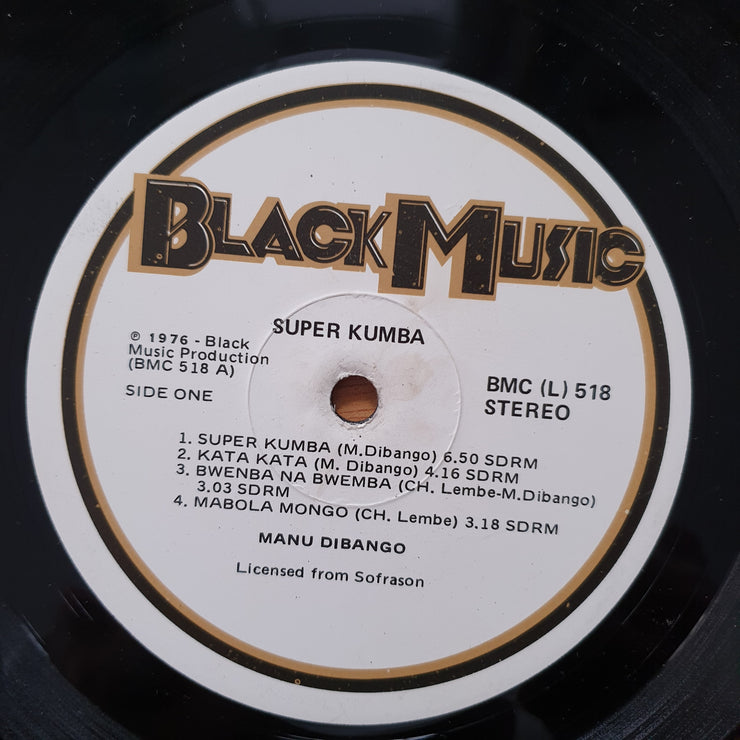 BLACK MUSIC
SUPER KUMBA
℗ 1976 - Black
Music Production
(BMC 518 A)
SIDE ONE
BMC (L) 518
STEREO
1. SUPER KUMBA (M.Dibango) 6.50 SDRM
2. KATA KATA (M. Dibango) 4.16 SDRM
3. BWENBA NA BWEMBA (CH. Lembe-M.Dibango)
3.03 SDRM
4. MABOLA MONGO (CH. Lembe) 3.18 SDRM
MANU DIBANGO
Licensed from Sofrason